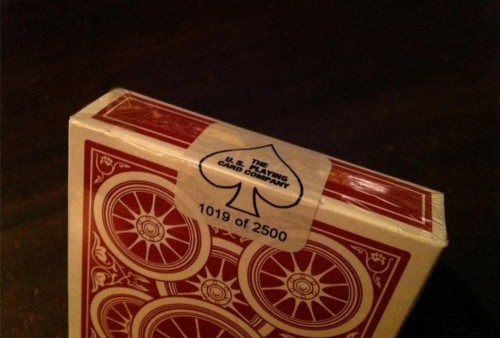 THE
U. S. PLAYING
CARD COMPANY
1019 of 2500